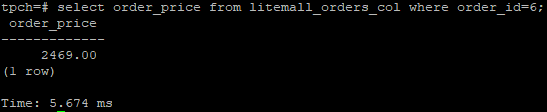 tpch=# select order_price from litemall_orders_col where order_id=6;
order_price
-------------
2469.00
(1 row)
Time: 5.674 ms